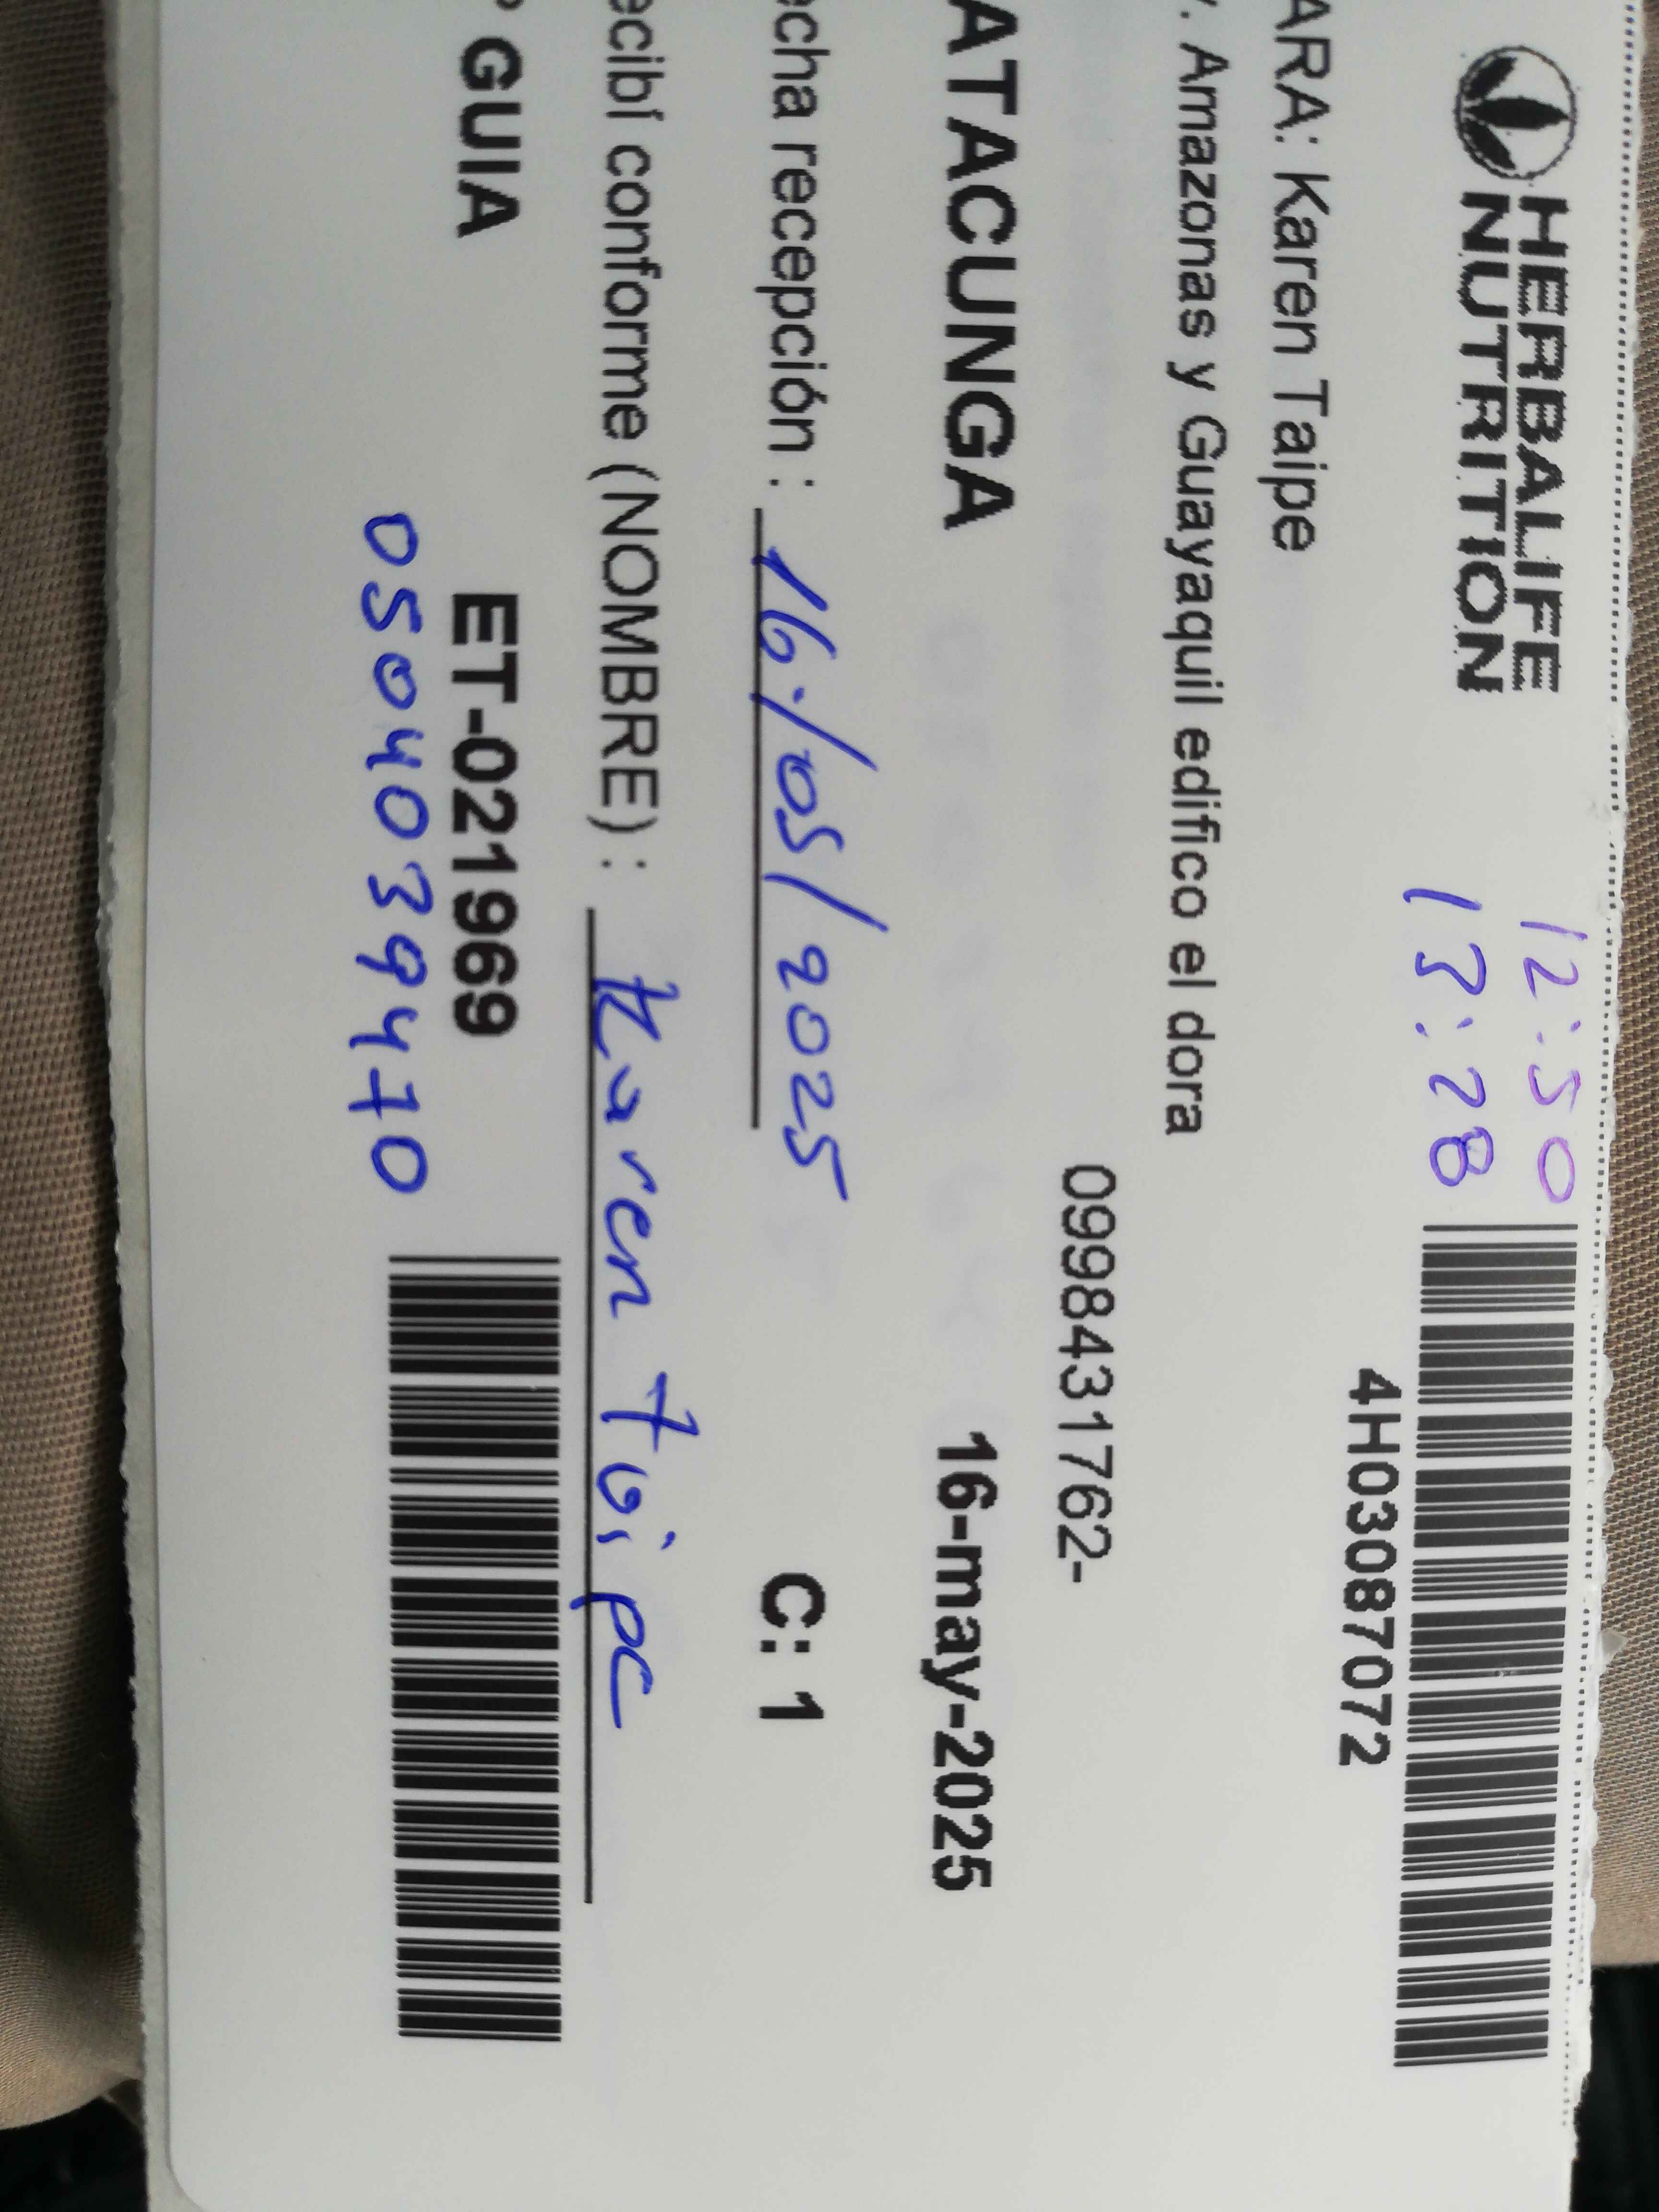 HERBALIFE
NUTRITION
12:50
13:28
4H03087072
ARA: Karen Taipe
. Amazonas y Guayaquil edifico el dora
0998431762-
ATACUNGA
16-may-2025
echa recepción : 16/05/2025
C: 1
ecibí conforme (NOMBRE) : Karen Taipe
GUIA
ET-021969
0504039470